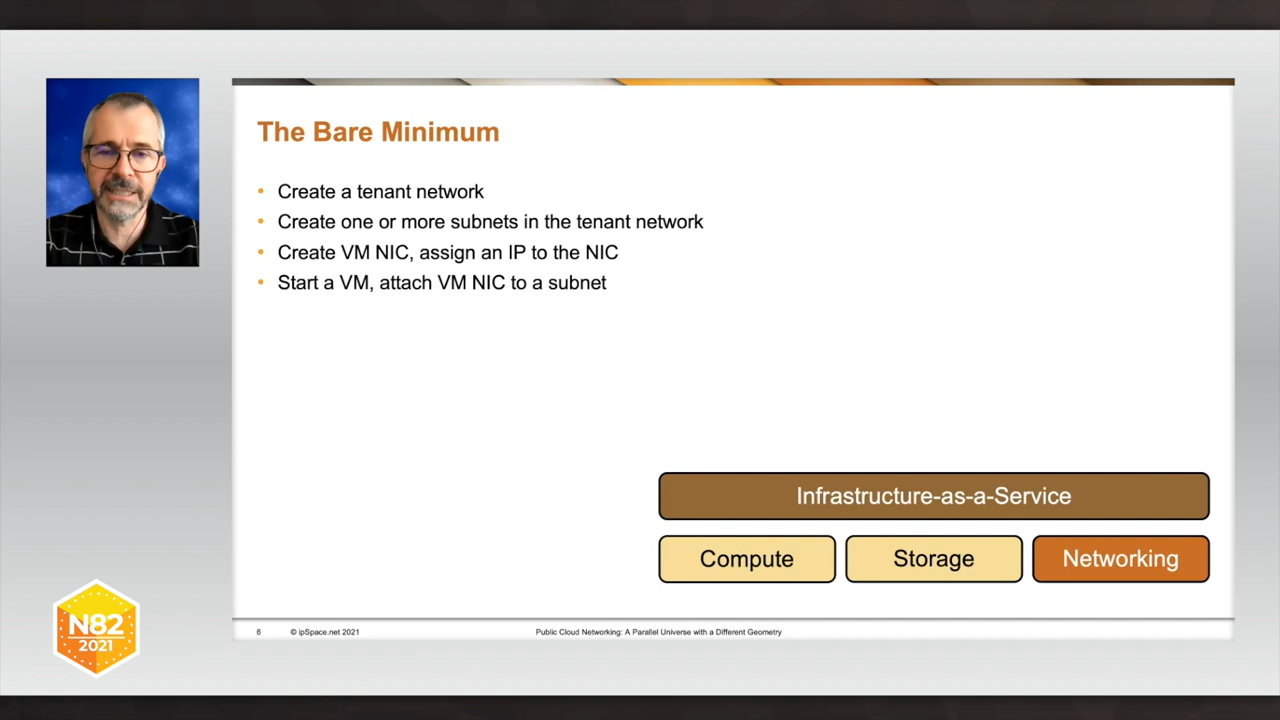 The Bare Minimum
• Create a tenant network
• Create one or more subnets in the tenant network
• Create VM NIC, assign an IP to the NIC
• Start a VM, attach VM NIC to a subnet
Infrastructure-as-a-Service
Compute
Storage
Networking
6
© ipSpace.net 2021
Public Cloud Networking: A Parallel Universe with a Different Geometry
N82
2021